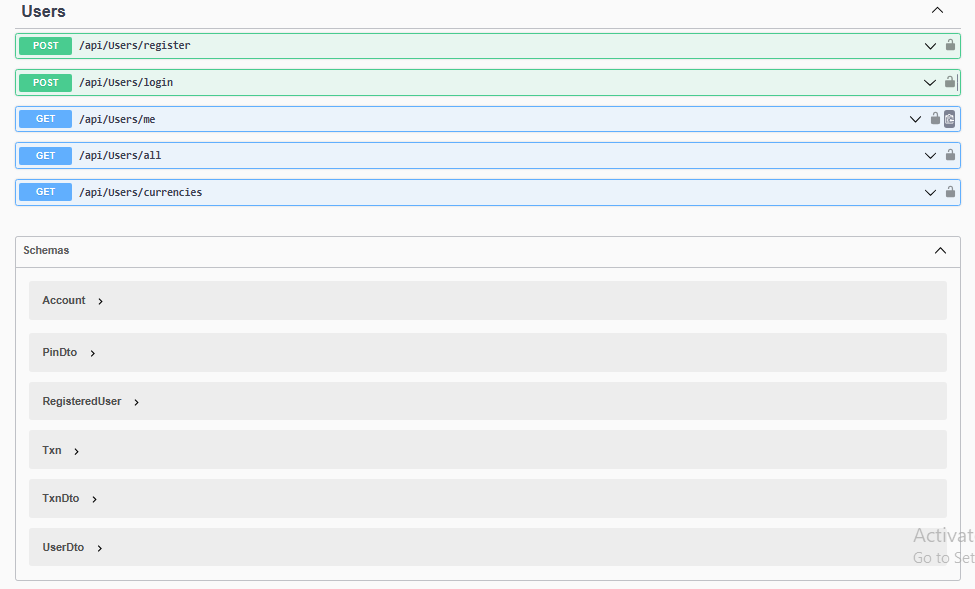 Users
POST /api/Users/register
POST /api/Users/login
GET /api/Users/me
GET /api/Users/all
GET /api/Users/currencies
Schemas
Account
PinDto
RegisteredUser
Txn
TxnDto
UserDto
Activat
Go to Set